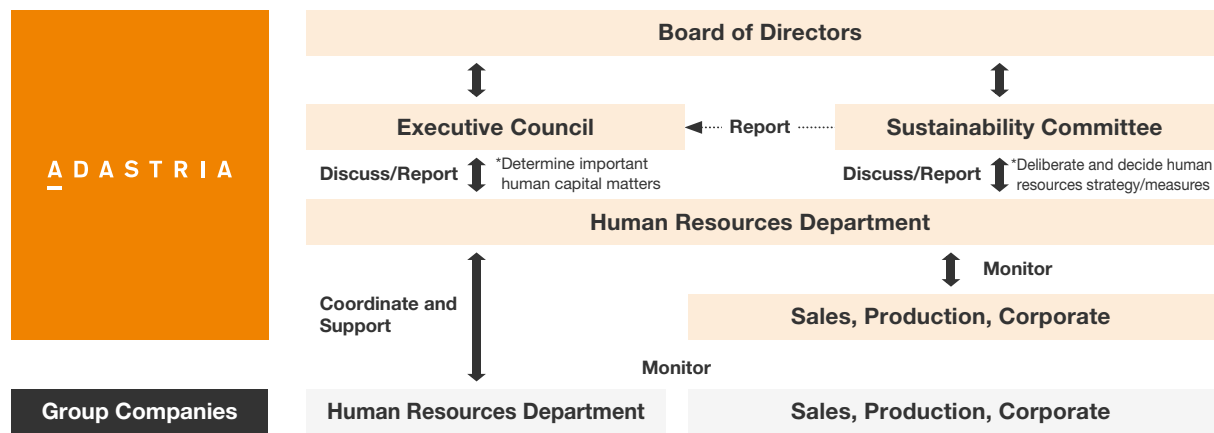 Board of Directors
Executive Council
Report
Sustainability Committee
ADASTRIA
Discuss/Report
*Determine important
human capital matters
Discuss/Report
*Deliberate and decide human
resources strategy/measures
Human Resources Department
Monitor
Coordinate and
Support
Sales, Production, Corporate
Monitor
Group Companies
Human Resources Department
Sales, Production, Corporate